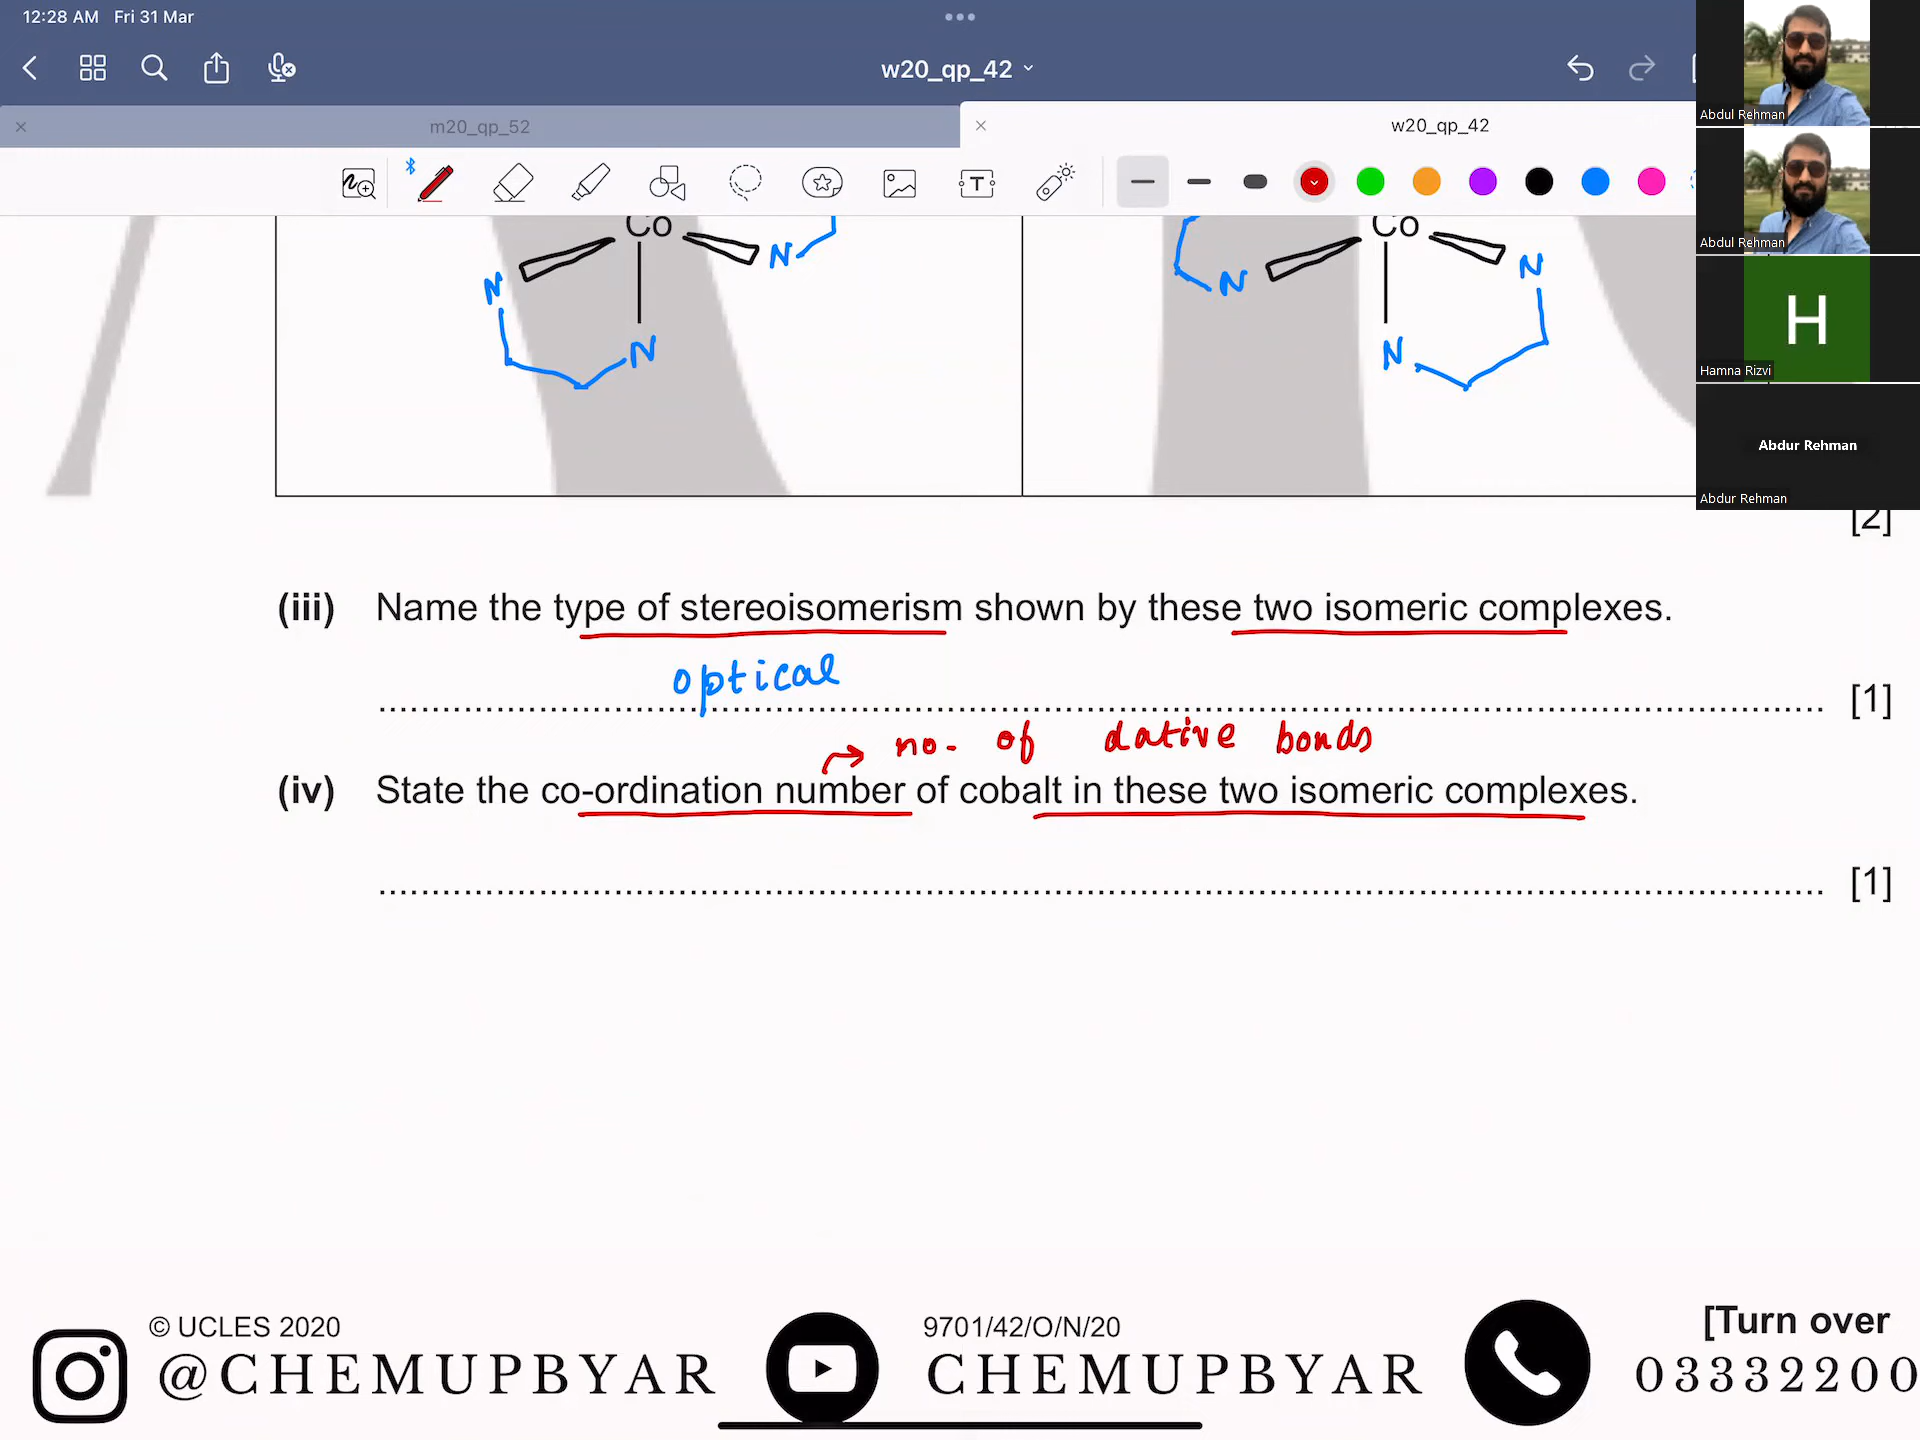 12:28 AM Fri 31 Mar
w20_qp_42
m20_qp_52
w20_qp_42
T
Abdul Rehman
Abdul Rehman
H
Hamna Rizvi
Abdur Rehman
Abdur Rehman
Co
N
N
N
Co
N
N
N
[2]
(iii) Name the type of stereoisomerism shown by these two isomeric complexes.
optical
[1]
no. of dative bonds
(iv) State the co-ordination number of cobalt in these two isomeric complexes.
[1]
© UCLES 2020
9701/42/O/N/20
[Turn over
@CHEMUPBYAR
CHEMUPBYAR
03332200